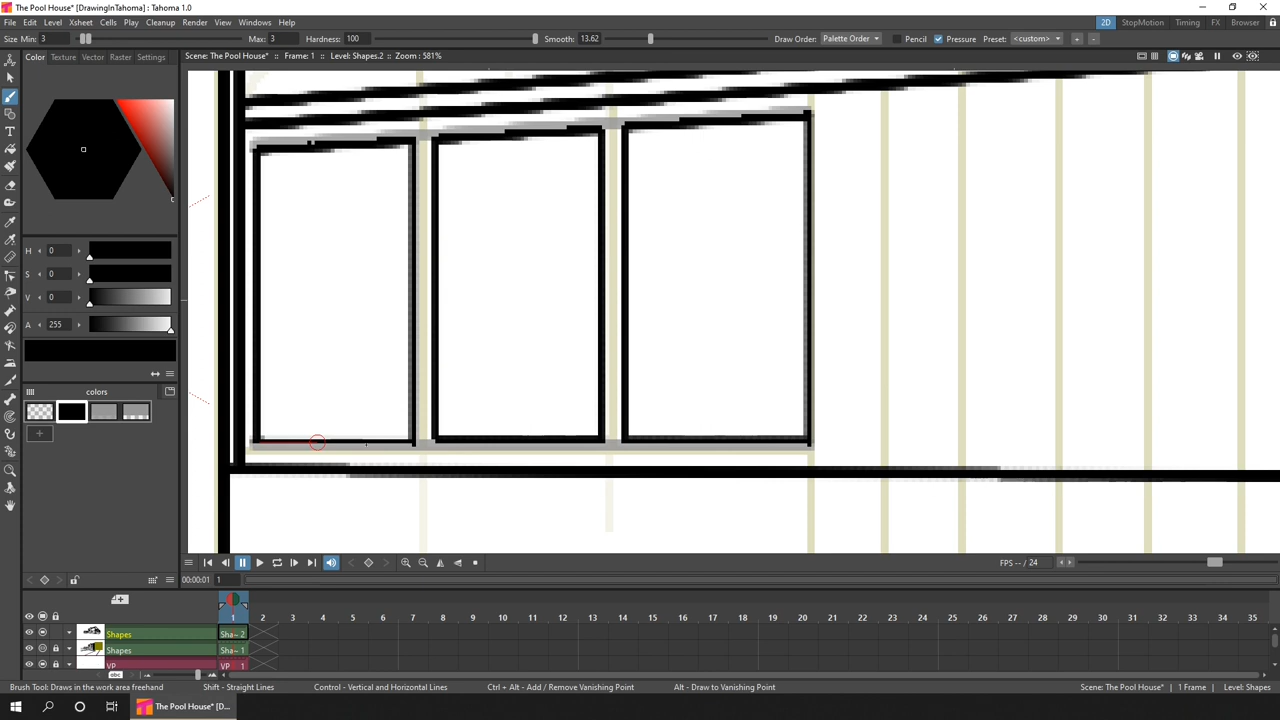 The Pool House* [DrawingInTahoma] : Tahoma 1.0
File Edit Level Xsheet Cells Play Cleanup Render View Windows Help 2D StopMotion Timing FX Browser
Size Min: 3 Max: 3 Hardness: 100 Smooth: 13.62 Draw Order: Palette Order Pencil Pressure Preset: <custom> + -
Color Texture Vector Raster Settings Scene: The Pool House* :: Frame: 1 :: Level: Shapes.2 :: Zoom : 581%
H 0
S 0
V 0
A 255
colors
+
FPS -- / 24
00:00:01 1
1 2 3 4 5 6 7 8 9 10 11 12 13 14 15 16 17 18 19 20 21 22 23 24 25 26 27 28 29 30 31 32 33 34 35
Shapes Sha- 2
Shapes Sha- 1
VP VP 1
abc
Brush Tool: Draws in the work area freehand Shift - Straight Lines Control - Vertical and Horizontal Lines Ctrl + Alt - Add / Remove Vanishing Point Alt - Draw to Vanishing Point Scene: The Pool House* | 1 Frame | Level: Shapes
The Pool House* [D...